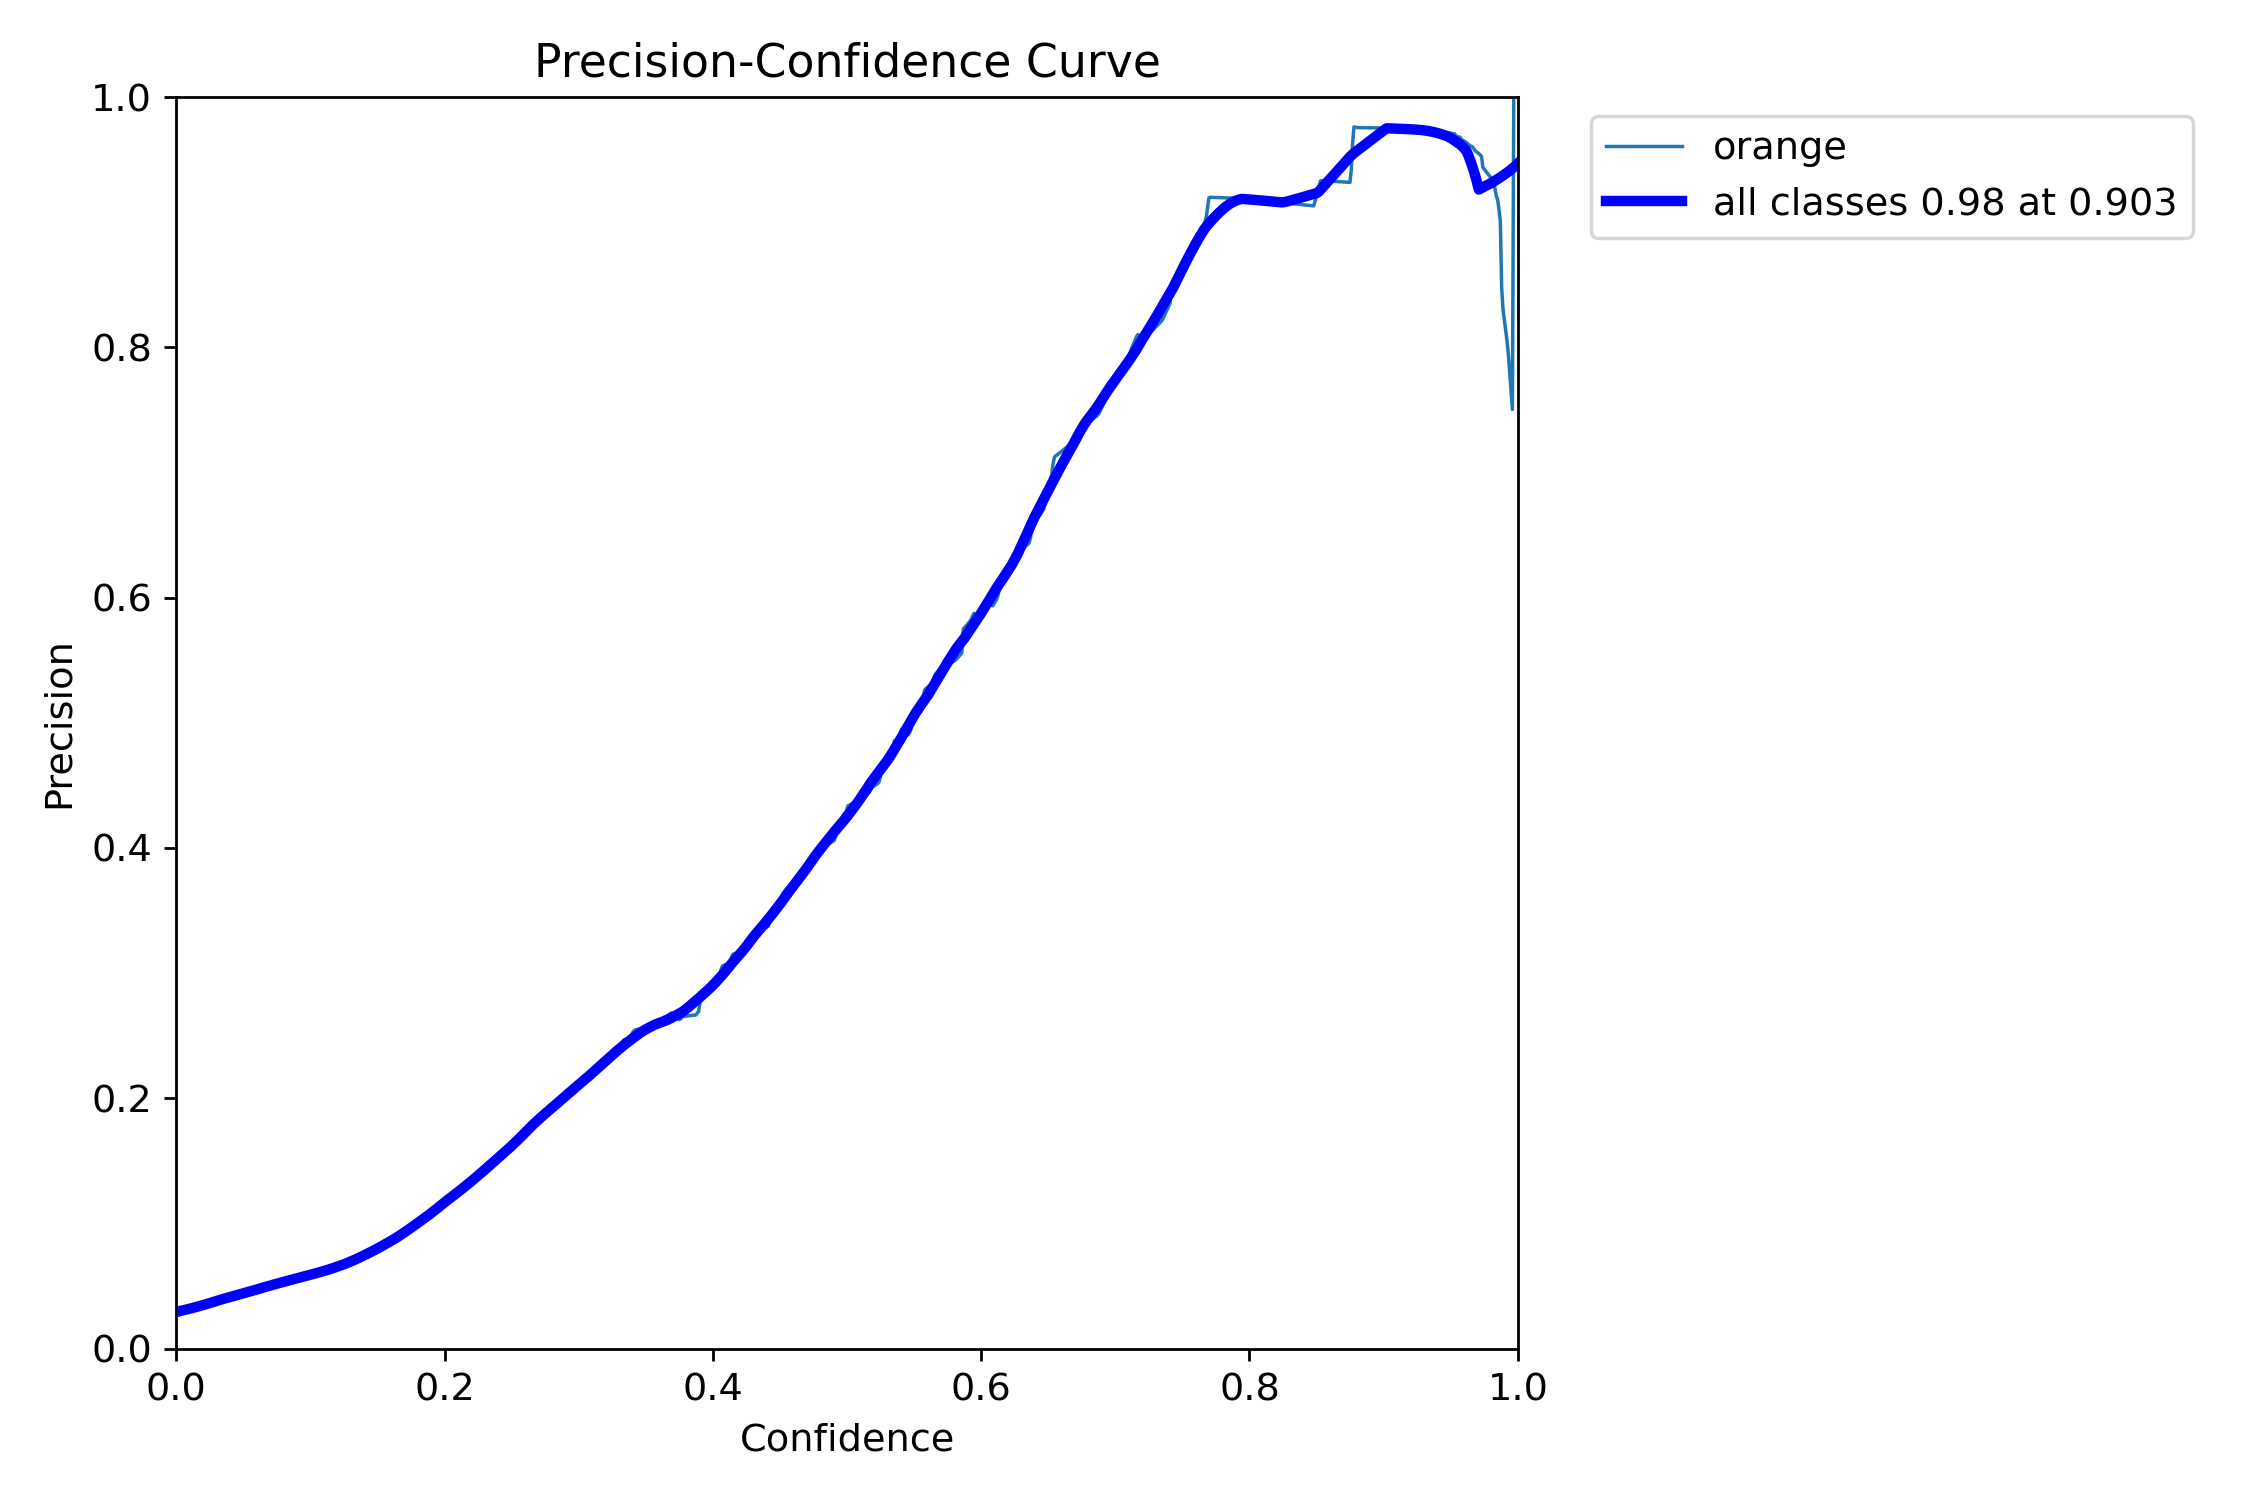 Precision-Confidence Curve
1.0
0.8
0.6
0.4
0.2
0.0
Precision
0.0 0.2 0.4 0.6 0.8 1.0
Confidence
orange
all classes 0.98 at 0.903